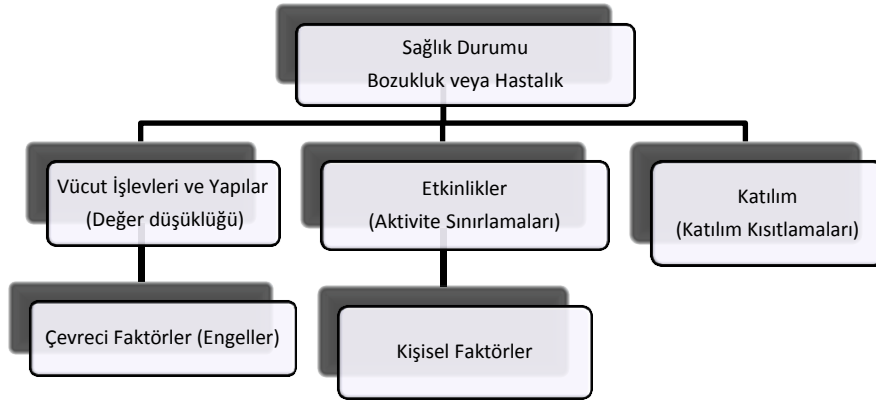 Sağlık Durumu
Bozukluk veya Hastalık
Vücut İşlevleri ve Yapılar
(Değer düşüklüğü)
Etkinlikler
(Aktivite Sınırlamaları)
Katılım
(Katılım Kısıtlamaları)
Çevreci Faktörler (Engeller)
Kişisel Faktörler